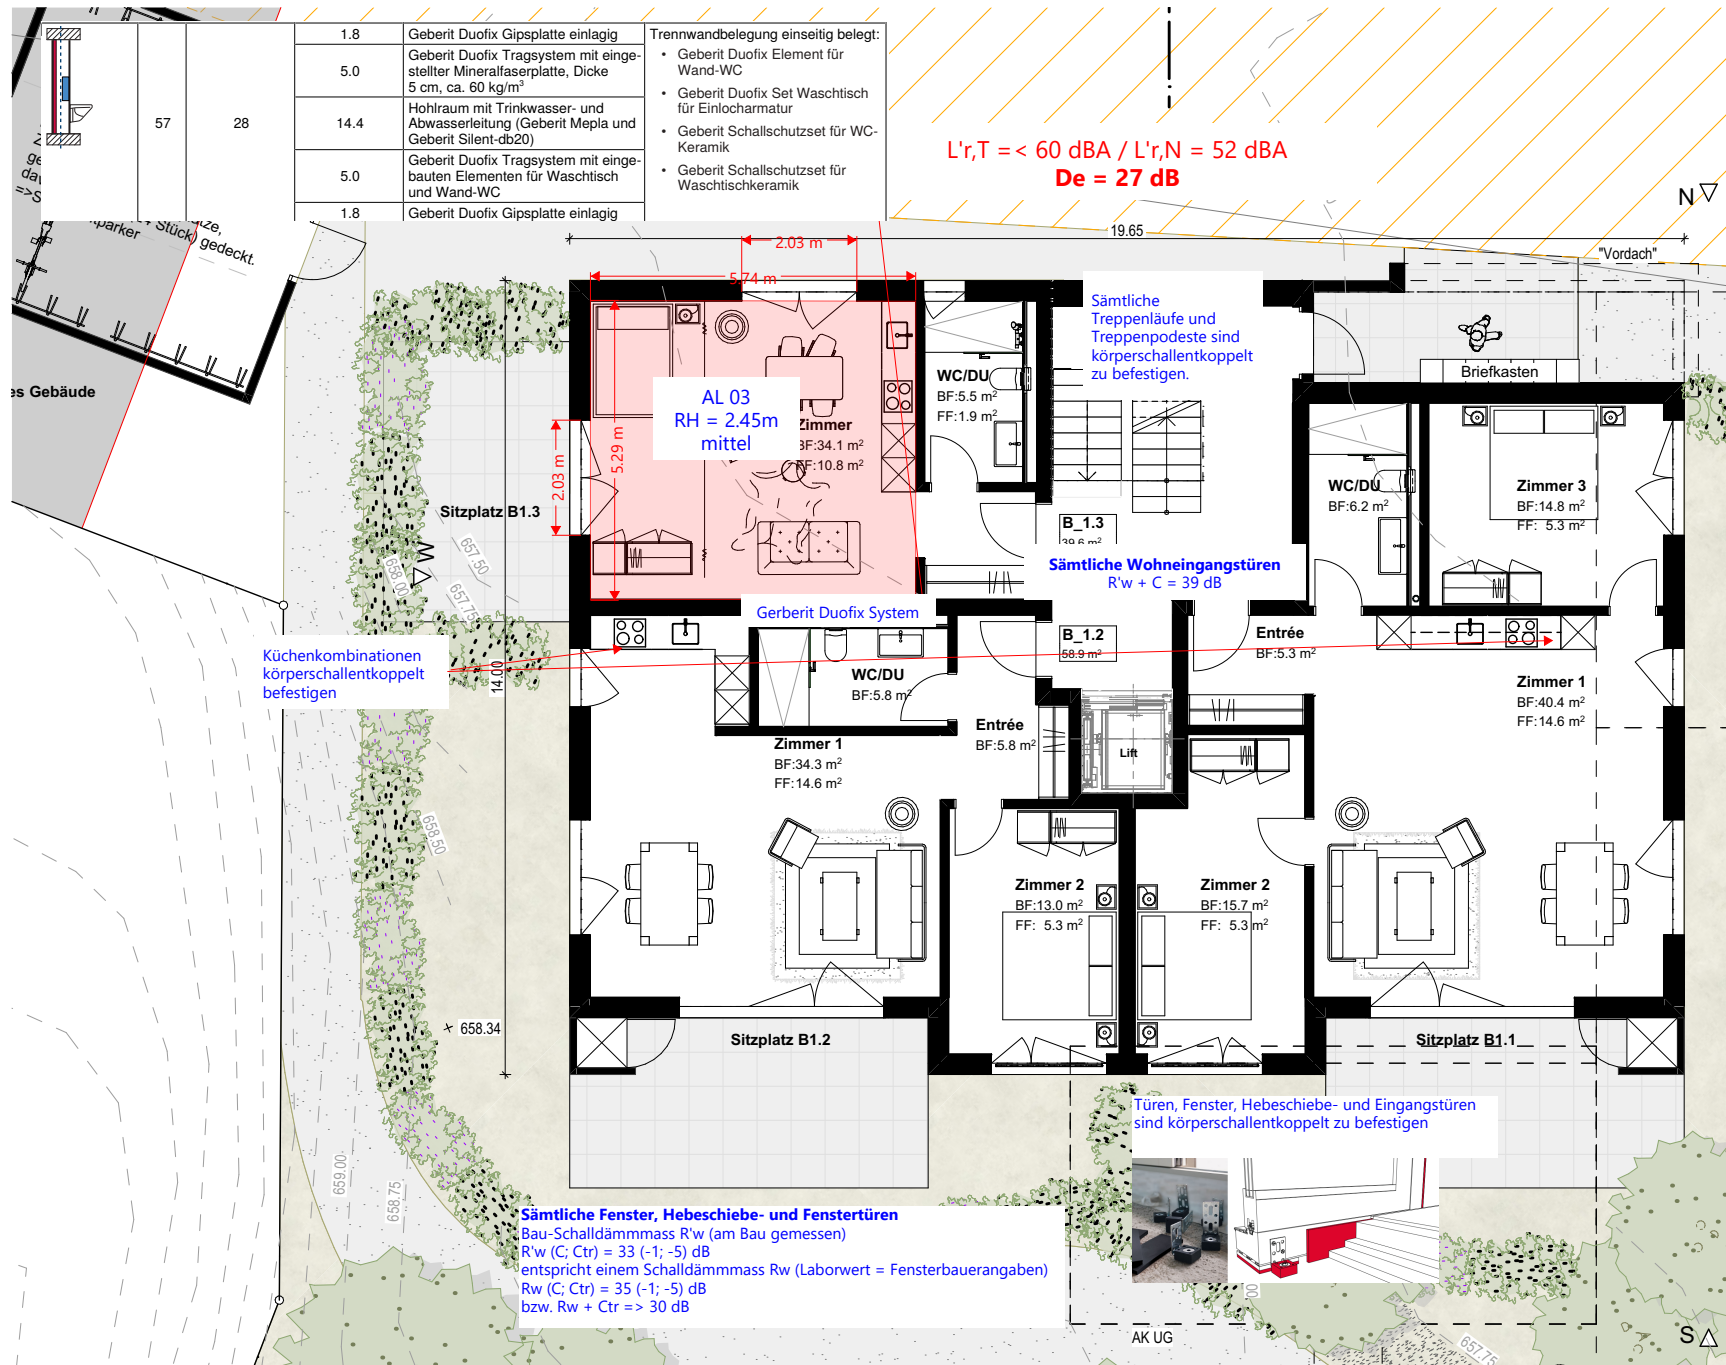 1.8 Geberit Duofix Gipsplatte einlagig
5.0 Geberit Duofix Tragsystem mit einge-
stellter Mineralfaserplatte, Dicke
5 cm, ca. 60 kg/m³
57 28 14.4 Hohlraum mit Trinkwasser- und
Abwasserleitung (Geberit Mepla und
Geberit Silent-db20)
5.0 Geberit Duofix Tragsystem mit einge-
bauten Elementen für Waschtisch
und Wand-WC
1.8 Geberit Duofix Gipsplatte einlagig
Trennwandbelegung einseitig belegt:
• Geberit Duofix Element für
Wand-WC
• Geberit Duofix Set Waschtisch
für Einlocharmatur
• Geberit Schallschutzset für WC-
Keramik
• Geberit Schallschutzset für
Waschtischkeramik
Stück) gedeckt.
parker
es Gebäude
L'r,T =< 60 dBA / L'r,N = 52 dBA
De = 27 dB
N
19.65
"Vordach"
2.03 m
5.74 m
5.29 m
2.03 m
AL 03
RH = 2.45m
mittel
Zimmer
BF:34.1 m²
FF:10.8 m²
WC/DU
BF:5.5 m²
FF:1.9 m²
Sämtliche
Treppenläufe und
Treppenpodeste sind
körperschallentkoppelt
zu befestigen.
Briefkasten
WC/DU
BF:6.2 m²
Zimmer 3
BF:14.8 m²
FF: 5.3 m²
Sitzplatz B1.3
W
657.50
658.00
657.75
B_1.3
39.6 m²
Sämtliche Wohneingangstüren
R'w + C = 39 dB
Gerberit Duofix System
B_1.2
58.9 m²
Entrée
BF:5.3 m²
Küchenkombinationen
körperschallentkoppelt
befestigen
14.00
WC/DU
BF:5.8 m²
Zimmer 1
BF:40.4 m²
FF:14.6 m²
Entrée
BF:5.8 m²
Lift
Zimmer 1
BF:34.3 m²
FF:14.6 m²
658.50
Zimmer 2
BF:13.0 m²
FF: 5.3 m²
Zimmer 2
BF:15.7 m²
FF: 5.3 m²
658.34
Sitzplatz B1.2
Sitzplatz B1.1
Türen, Fenster, Hebeschiebe- und Eingangstüren
sind körperschallentkoppelt zu befestigen
659.00
658.75
Sämtliche Fenster, Hebeschiebe- und Fenstertüren
Bau-Schalldämmmass R'w (am Bau gemessen)
R'w (C; Ctr) = 33 (-1; -5) dB
entspricht einem Schalldämmmass Rw (Laborwert = Fensterbauerangaben)
Rw (C; Ctr) = 35 (-1; -5) dB
bzw. Rw + Ctr => 30 dB
AK UG
657.75
S